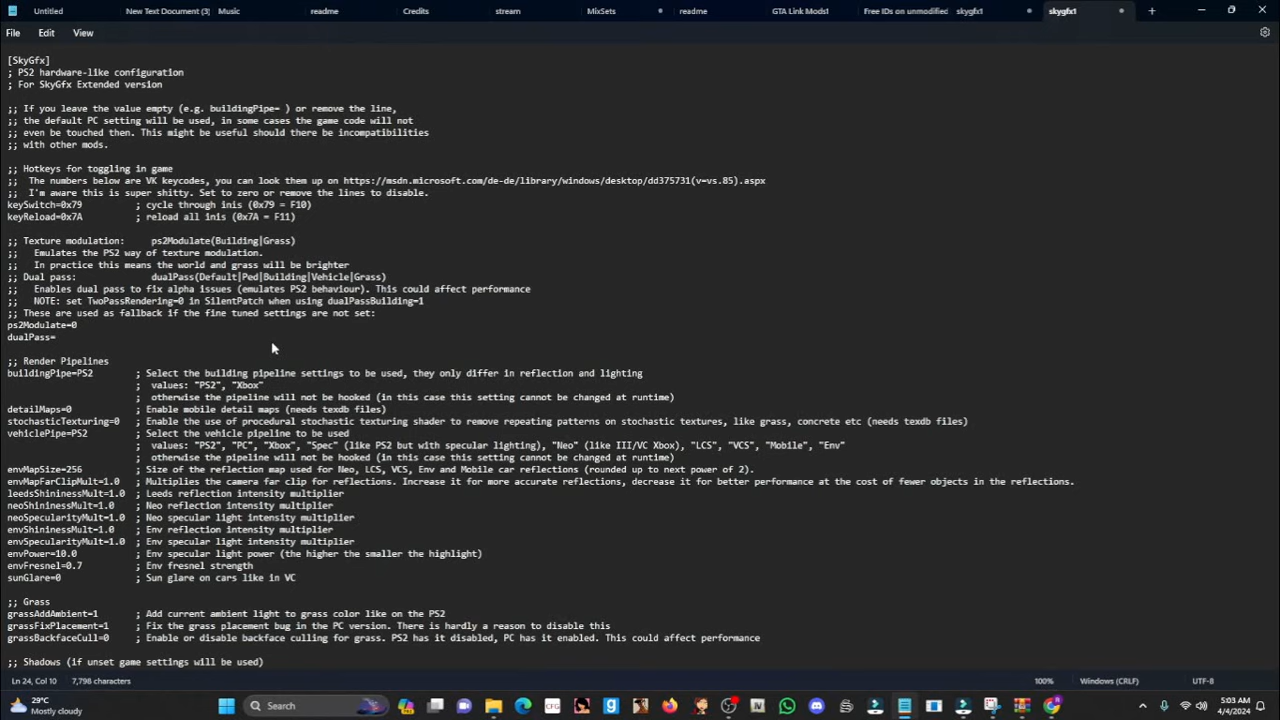 Untitled
New Text Document (3)
Music
readme
Credits
stream
MixSets
readme
GTA Link Mods1
Free IDs on unmodified
skygfx1
skygfx1
File
Edit
View
[SkyGfx]
; PS2 hardware-like configuration
; For SkyGfx Extended version
;; If you leave the value empty (e.g. buildingPipe= ) or remove the line,
;; the default PC setting will be used, in some cases the game code will not
;; even be touched then. This might be useful should there be incompatibilities
;; with other mods.
;; Hotkeys for toggling in game
;;  The numbers below are VK keycodes, you can look them up on https://msdn.microsoft.com/de-de/library/windows/desktop/dd375731(v=vs.85).aspx
;;  I'm aware this is super shitty. Set to zero or remove the lines to disable.
keySwitch=0x79 ; cycle through inis (0x79 = F10)
keyReload=0x7A ; reload all inis (0x7A = F11)
;; Texture modulation: ps2Modulate(Building|Grass)
;;   Emulates the PS2 way of texture modulation.
;;   In practice this means the world and grass will be brighter
;; Dual pass: dualPass(Default|Ped|Building|Vehicle|Grass)
;;   Enables dual pass to fix alpha issues (emulates PS2 behaviour). This could affect performance
;;   NOTE: set TwoPassRendering=0 in SilentPatch when using dualPassBuilding=1
;; These are used as fallback if the fine tuned settings are not set:
ps2Modulate=0
dualPass=
;; Render Pipelines
buildingPipe=PS2 ; Select the building pipeline settings to be used, they only differ in reflection and lighting
; values: "PS2", "Xbox"
; otherwise the pipeline will not be hooked (in this case this setting cannot be changed at runtime)
detailMaps=0 ; Enable mobile detail maps (needs texdb files)
stochasticTexturing=0 ; Enable the use of procedural stochastic texturing shader to remove repeating patterns on stochastic textures, like grass, concrete etc (needs texdb files)
vehiclePipe=PS2 ; Select the vehicle pipeline to be used
; values: "PS2", "PC", "Xbox", "Spec" (like PS2 but with specular lighting), "Neo" (like III/VC Xbox), "LCS", "VCS", "Mobile", "Env"
; otherwise the pipeline will not be hooked (in this case this setting cannot be changed at runtime)
envMapSize=256 ; Size of the reflection map used for Neo, LCS, VCS, Env and Mobile car reflections (rounded up to next power of 2).
envMapFarClipMult=1.0 ; Multiplies the camera far clip for reflections. Increase it for more accurate reflections, decrease it for better performance at the cost of fewer objects in the reflections.
leedsShininessMult=1.0 ; Leeds reflection intensity multiplier
neoShininessMult=1.0 ; Neo reflection intensity multiplier
neoSpecularityMult=1.0 ; Neo specular light intensity multiplier
envShininessMult=1.0 ; Env reflection intensity multiplier
envSpecularityMult=1.0 ; Env specular light intensity multiplier
envPower=10.0 ; Env specular light power (the higher the smaller the highlight)
envFresnel=0.7 ; Env fresnel strength
sunGlare=0 ; Sun glare on cars like in VC
;; Grass
grassAddAmbient=1 ; Add current ambient light to grass color like on the PS2
grassFixPlacement=1 ; Fix the grass placement bug in the PC version. There is hardly a reason to disable this
grassBackfaceCull=0 ; Enable or disable backface culling for grass. PS2 has it disabled, PC has it enabled. This could affect performance
;; Shadows (if unset game settings will be used)
Ln 24, Col 10
7,798 characters
100%
Windows (CRLF)
UTF-8
29°C
Mostly cloudy
Search
CFG
5:03 AM
4/4/2024